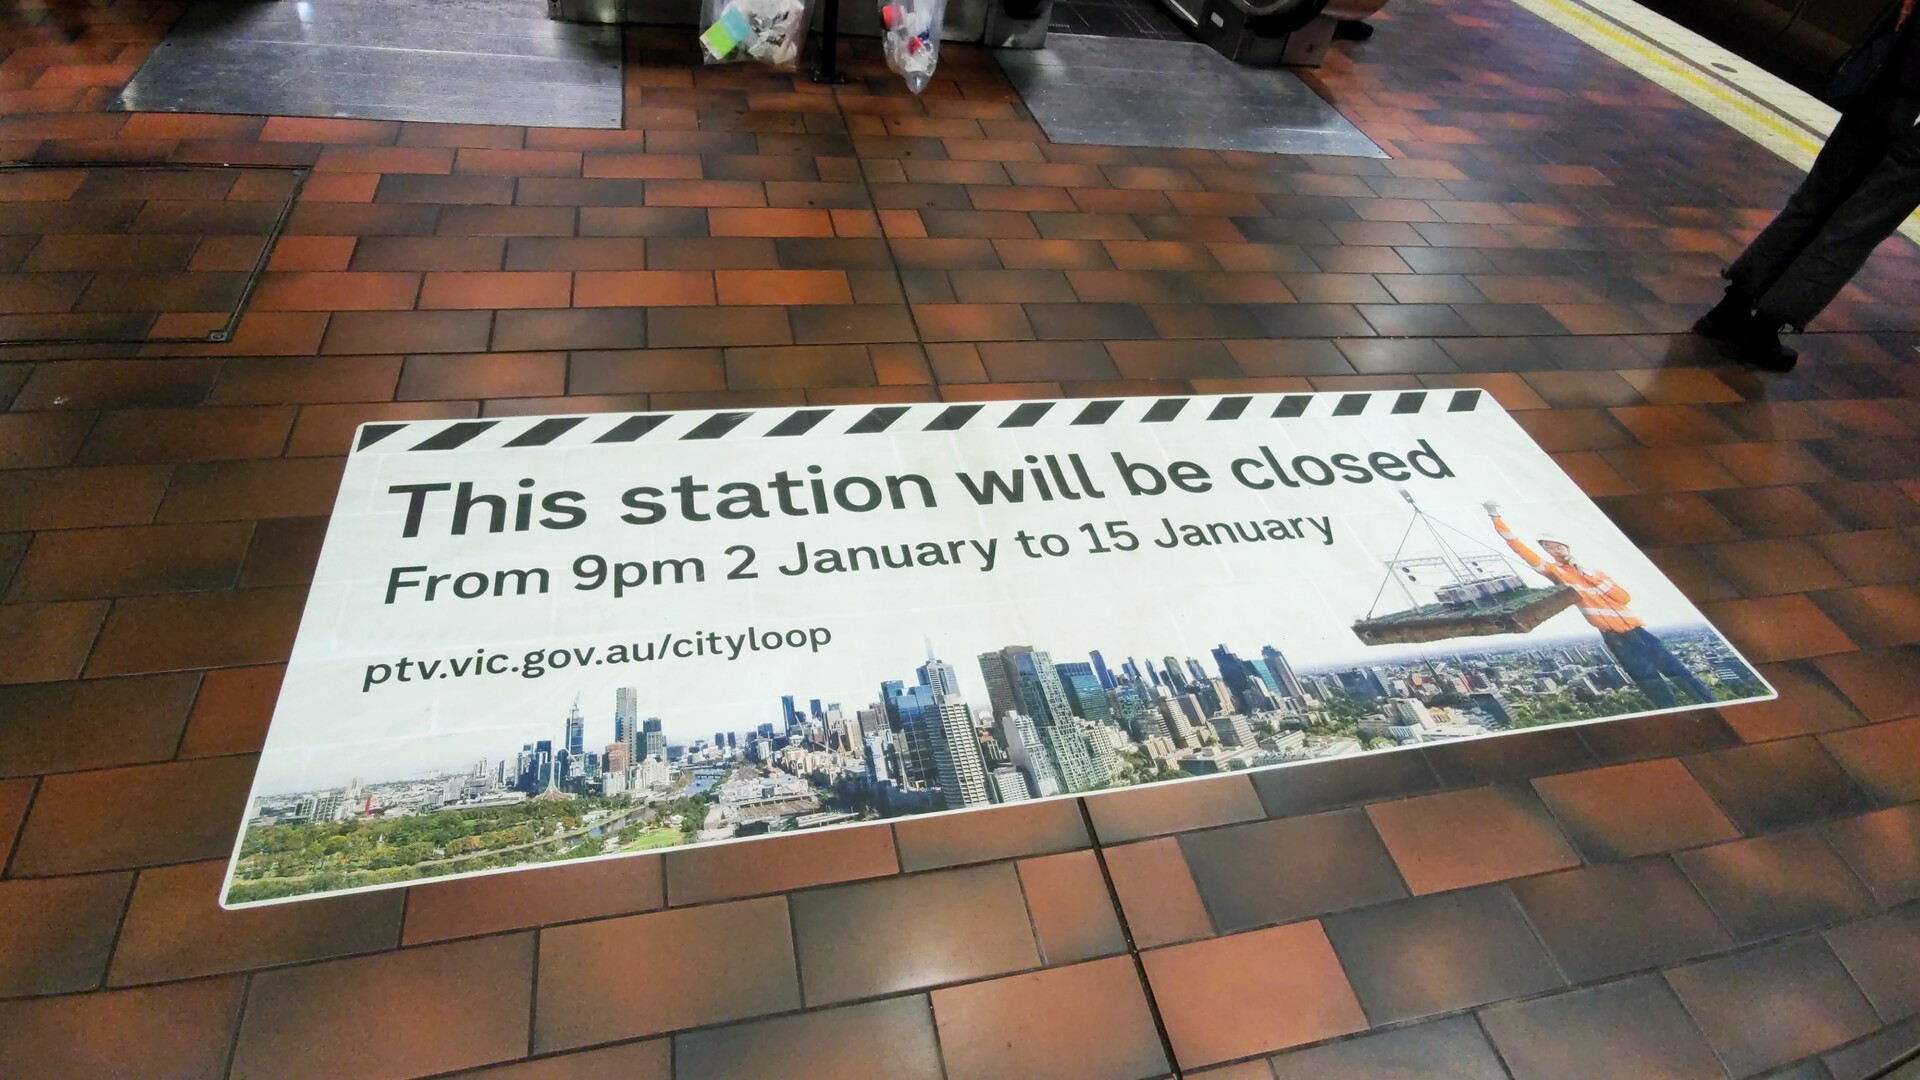 This station will be closed
From 9pm 2 January to 15 January
ptv.vic.gov.au/cityloop